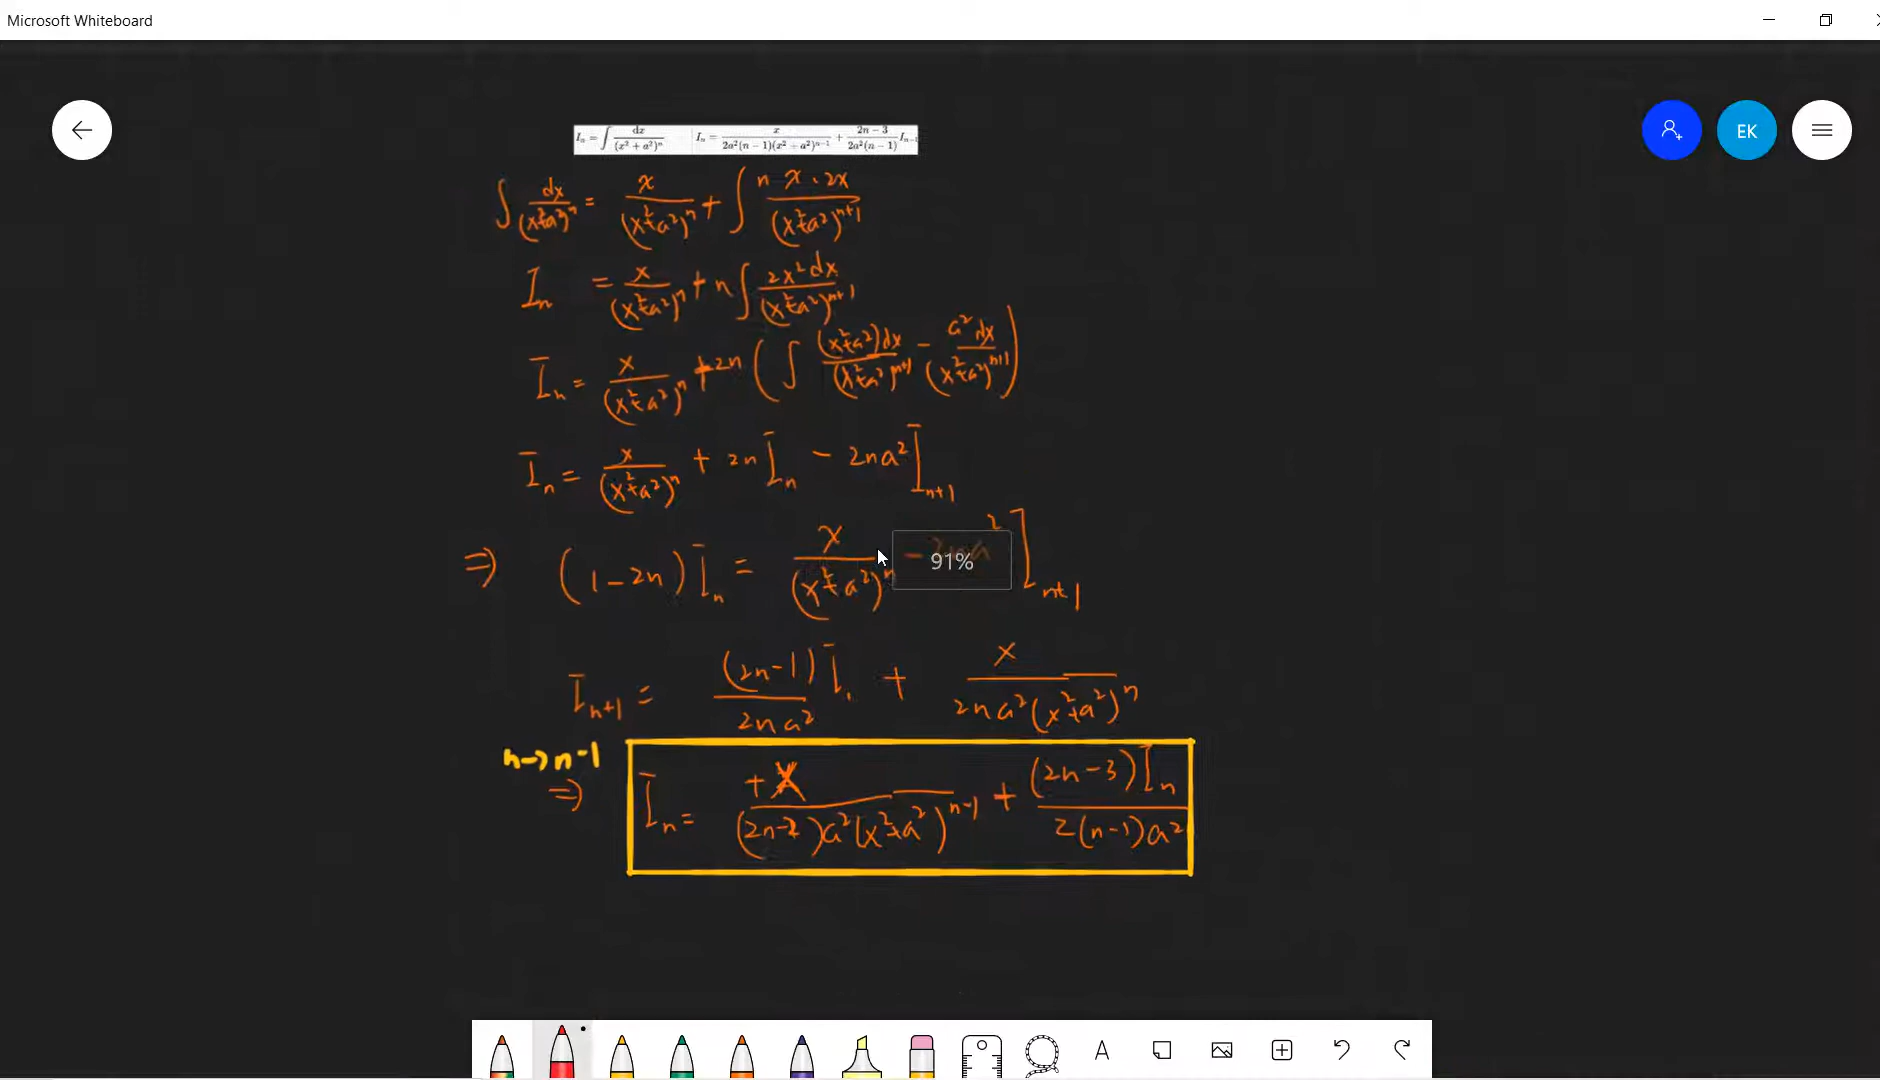 Microsoft Whiteboard
EK
I_n = ∫ dx/(x² + a²)^n    I_n = x/(2a²(n − 1)(x² + a²)^(n−1)) + (2n − 3)/(2a²(n − 1)) I_(n−1)
∫ dx/(x²+a²)^n = x/(x²+a²)^n + ∫ n x · 2x/(x²+a²)^(n+1)
I_n = x/(x²+a²)^n + n ∫ 2x² dx/(x²+a²)^(n+1)
I_n = x/(x²+a²)^n + 2n ( ∫ (x²+a²)dx/(x²+a²)^(n+1) − a² dx/(x²+a²)^(n+1) )
I_n = x/(x²+a²)^n + 2n I_n − 2na² I_(n+1)
⇒ (1−2n) I_n = x/(x²+a²)^n − 2na² I_(n+1)
91%
I_(n+1) = (2n−1) I/(2na²) + x/(2na²(x²+a²)^n)
n→n−1
⇒ I_n = +x/((2n−2)a²(x²+a²)^(n−1)) + (2n−3)I_n/(2(n−1)a²)